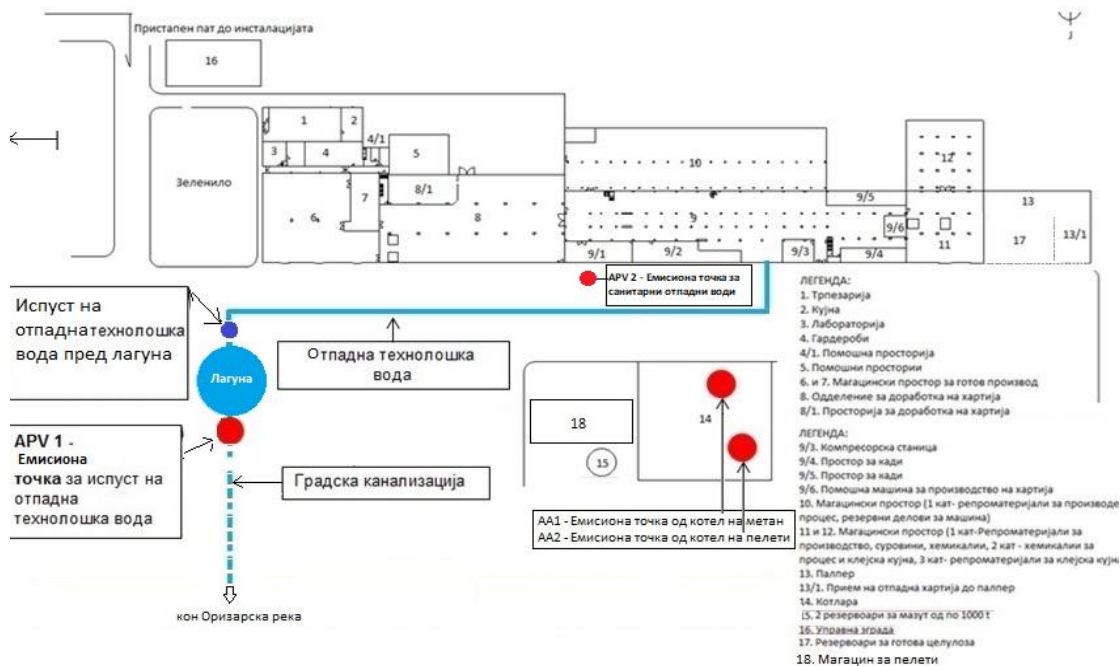 Пристапен пат до инсталацијата
16
Ј
1
2
3
4
4/1
5
10
12
Зеленило
6
7
8/1
8
9
9/5
9/6
13
9/1
9/2
9/3
9/4
11
17
13/1
APV 2 - Емисиона точка за
санитарни отпадни води
Испуст на
отпадна технолошка
вода пред лагуна
Отпадна технолошка
вода
Лагуна
APV 1 -
Емисиона
точка за испуст на
отпадна
технолошка вода
Градска канализација
18
14
15
АА1 - Емисиона точка од котел на метан
АА2 - Емисиона точка од котел на пелети
кон Оризарска река
ЛЕГЕНДА:
1. Трпезарија
2. Кујна
3. Лабораторија
4. Гардероби
4/1. Помошна просторија
5. Помошни простории
6. и 7. Магацински простор за готов производ
8. Одделение за доработка на хартија
8/1. Просторија за доработка на хартија
ЛЕГЕНДА:
9/3. Компресорска станица
9/4. Простор за кади
9/5. Простор за кади
9/6. Помошна машина за производство на хартија
10. Магацински простор (1 кат- репроматеријали за производе
процес, резервни делови за машина)
11 и 12. Магацински простор (1 кат-Репроматеријали за
производство, суровини, хемикалии, 2 кат - хемикалии за
процес и клејска кујна, 3 кат- репроматеријали за клејска кујна
13. Палпер
13/1. Прием на отпадна хартија до палпер
14. Котлара
15. 2 резервоари за мазут од по 1000 t
16. Управна зграда
17. Резервоари за готова целулоза
18. Магацин за пелети